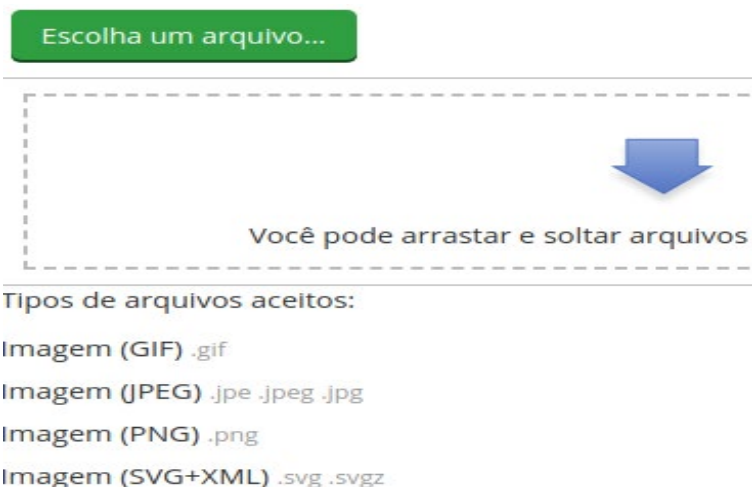 Escolha um arquivo...
Você pode arrastar e soltar arquivos
Tipos de arquivos aceitos:
Imagem (GIF) .gif
Imagem (JPEG) .jpe .jpeg .jpg
Imagem (PNG) .png
Imagem (SVG+XML) .svg .svgz